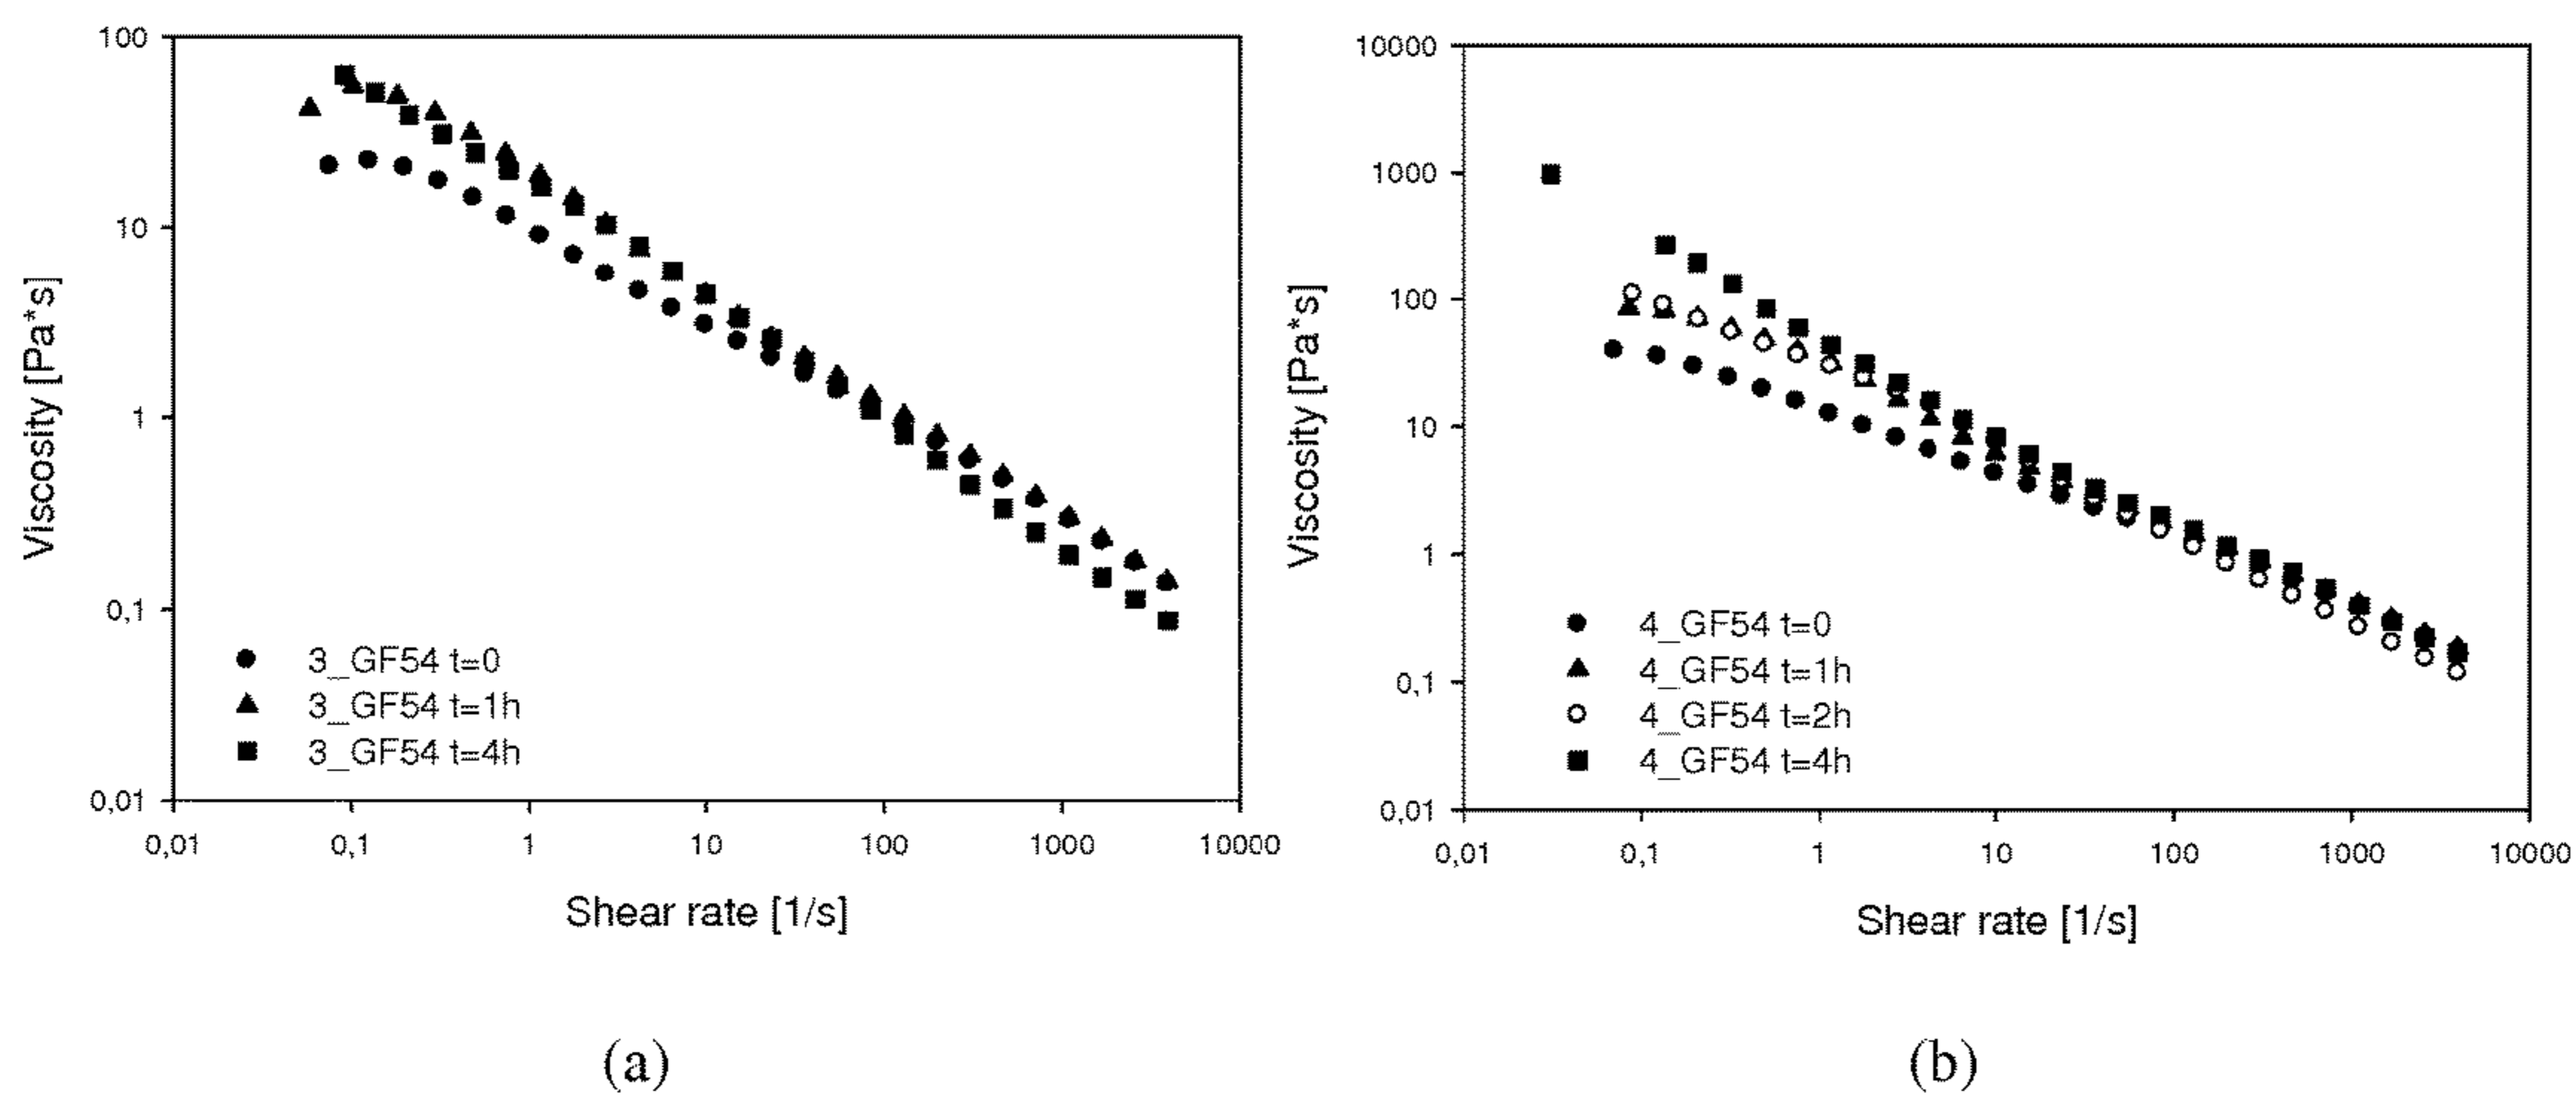 100
10
1
0,1
0,01
Viscosity [Pa*s]
3_GF54 t=0
3_GF54 t=1h
3_GF54 t=4h
0,01 0,1 1 10 100 1000 10000
Shear rate [1/s]
(a)
10000
1000
100
10
1
0,1
0,01
Viscosity [Pa*s]
4_GF54 t=0
4_GF54 t=1h
4_GF54 t=2h
4_GF54 t=4h
0,01 0,1 1 10 100 1000 10000
Shear rate [1/s]
(b)